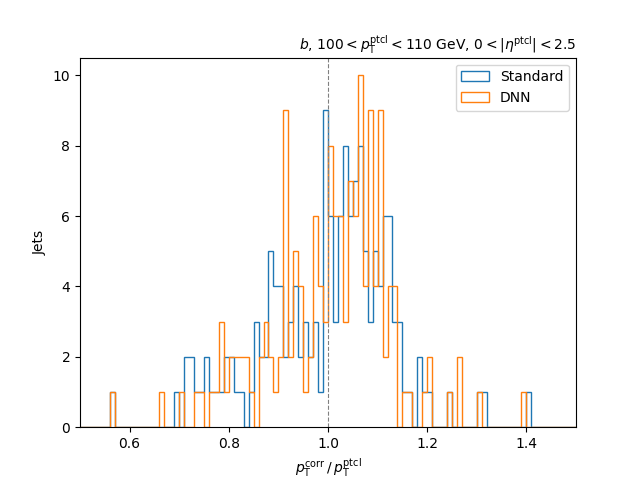 b, 100 < p_T^ptcl < 110 GeV, 0 < |η^ptcl| < 2.5
Standard
DNN
Jets
10
8
6
4
2
0
0.6 0.8 1.0 1.2 1.4
p_T^corr / p_T^ptcl